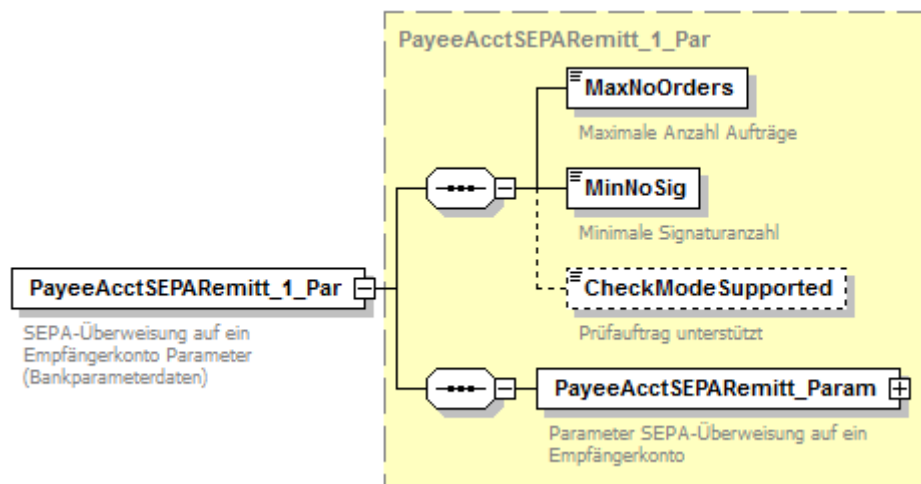 PayeeAcctSEPARemitt_1_Par
MaxNoOrders
Maximale Anzahl Aufträge
MinNoSig
Minimale Signaturanzahl
PayeeAcctSEPARemitt_1_Par
SEPA-Überweisung auf ein
Empfängerkonto Parameter
(Bankparameterdaten)
CheckModeSupported
Prüfauftrag unterstützt
PayeeAcctSEPARemitt_Param
Parameter SEPA-Überweisung auf ein
Empfängerkonto